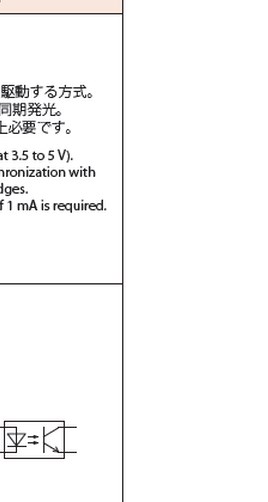 駆動する方式。
同期発光。
必要です。
at 3.5 to 5 V).
hronization with
dges.
f 1 mA is required.